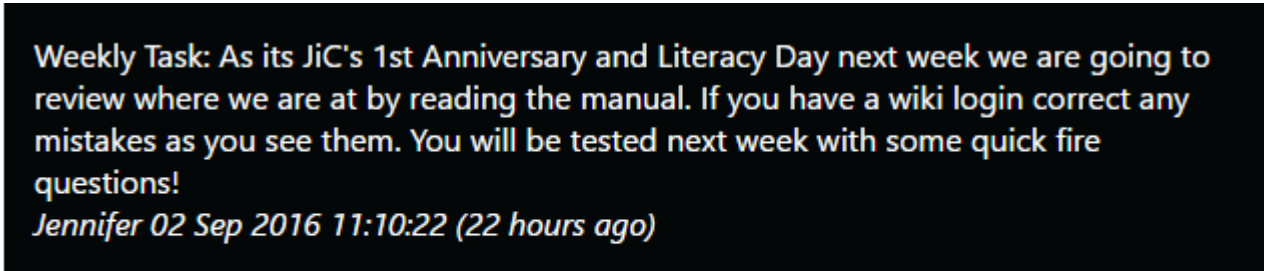 Weekly Task: As its JiC's 1st Anniversary and Literacy Day next week we are going to
review where we are at by reading the manual. If you have a wiki login correct any
mistakes as you see them. You will be tested next week with some quick fire
questions!
Jennifer 02 Sep 2016 11:10:22 (22 hours ago)